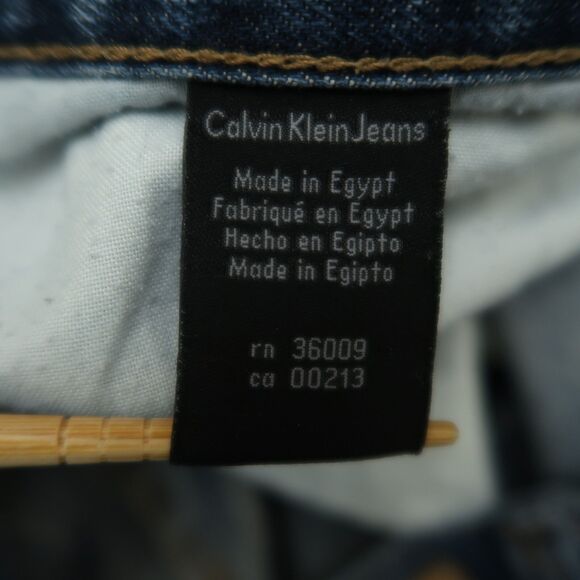 Calvin Klein Jeans
Made in Egypt
Fabriqué en Egypt
Hecho en Egipto
Made in Egipto
rn 36009
ca 00213